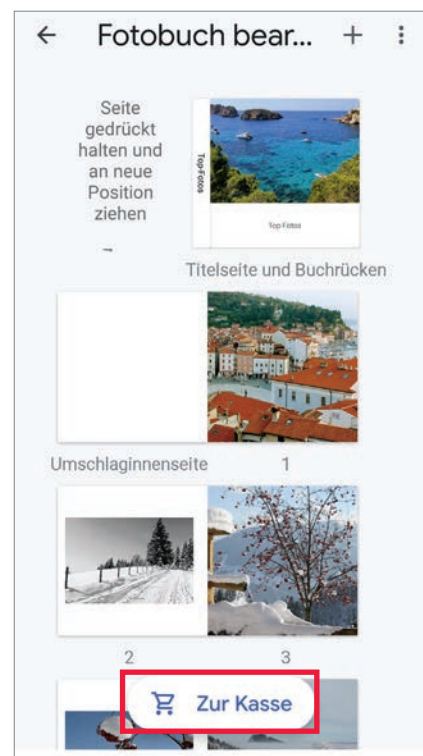 Fotobuch bear...
Seite
gedrückt
halten und
an neue
Position
ziehen
Top-Fotos
Top Fotos
Titelseite und Buchrücken
Umschlaginnenseite
1
2
3
Zur Kasse